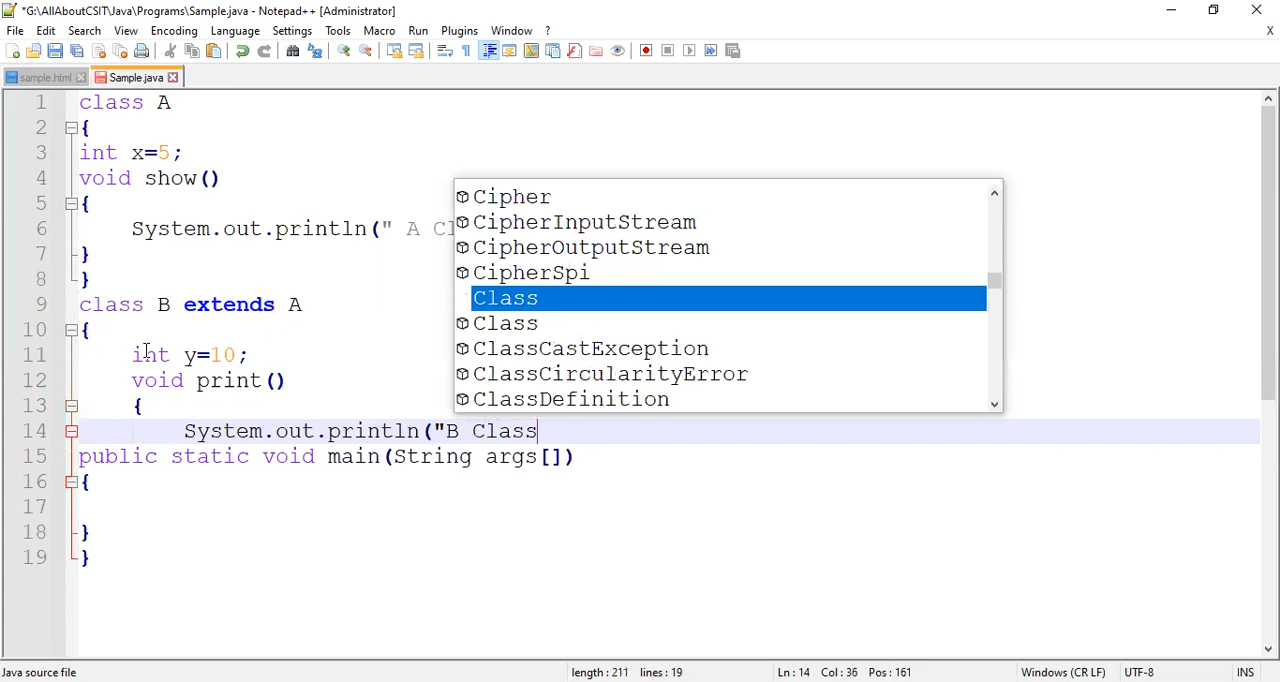 *G:\AllAboutCSIT\Java\Programs\Sample.java - Notepad++ [Administrator]
File Edit Search View Encoding Language Settings Tools Macro Run Plugins Window ? X
sample.html Sample.java
1 class A
2 {
3 int x=5;
4 void show()
5 {
6 System.out.println(" A Cl
7 }
8 }
9 class B extends A
10 {
11 int y=10;
12 void print()
13 {
14 System.out.println("B Class
15 public static void main(String args[])
16 {
17
18 }
19 }
Cipher
CipherInputStream
CipherOutputStream
CipherSpi
Class
Class
ClassCastException
ClassCircularityError
ClassDefinition
Java source file length : 211 lines : 19 Ln : 14 Col : 36 Pos : 161 Windows (CR LF) UTF-8 INS